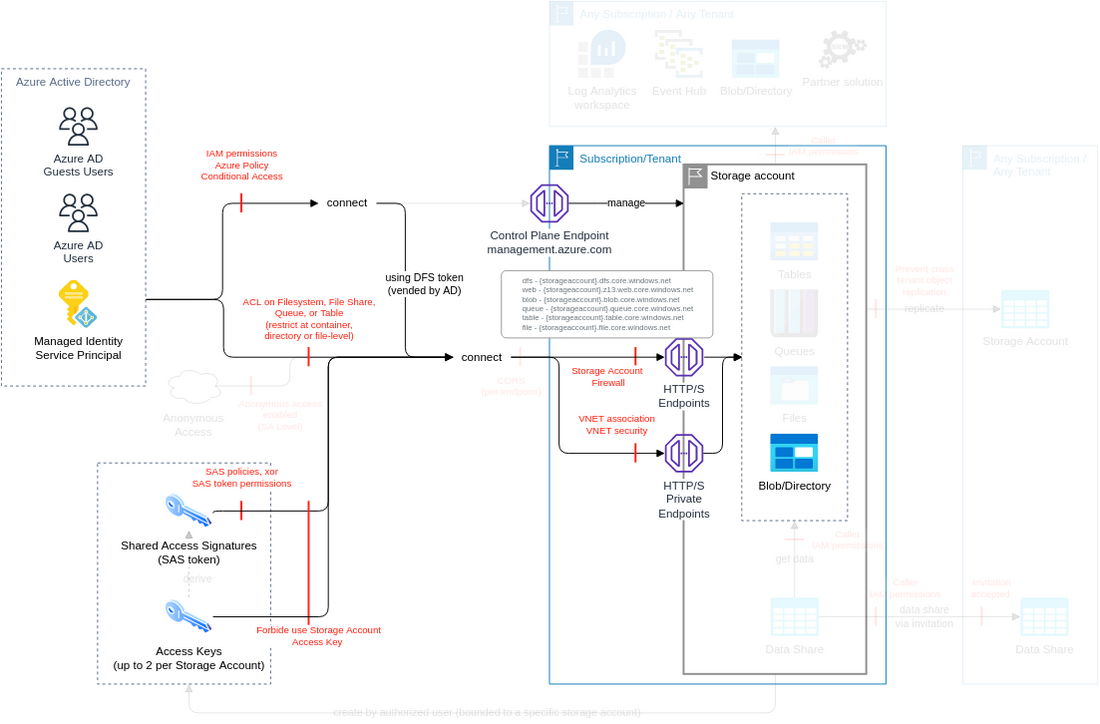 Any Subscription / Any Tenant
Log Analytics
workspace
Event Hub
Blob/Directory
Partner solution
SIEM
Caller
IAM permissions
Azure Active Directory
Azure AD
Guests Users
Azure AD
Users
Managed Identity
Service Principal
IAM permissions
Azure Policy
Conditional Access
connect
using DFS token
(vended by AD)
ACL on Filesystem, File Share,
Queue, or Table
(restrict at container,
directory or file-level)
Anonymous
Access
Anonymous access
enabled
(SA Level)
Subscription/Tenant
Storage account
Control Plane Endpoint
management.azure.com
manage
dfs - {storageaccount}.dfs.core.windows.net
web - {storageaccount}.z13.web.core.windows.net
blob - {storageaccount}.blob.core.windows.net
queue - {storageaccount}.queue.core.windows.net
table - {storageaccount}.table.core.windows.net
file - {storageaccount}.file.core.windows.net
connect
CORS
(per endpoint)
Storage Account
Firewall
HTTP/S
Endpoints
VNET association
VNET security
HTTP/S
Private
Endpoints
Tables
Queues
Files
Blob/Directory
Caller
IAM permissions
get data
Data Share
Any Subscription /
Any Tenant
Prevent cross
tenant object
replication
replicate
Storage Account
Caller
IAM permissions
data share
via invitation
Invitation
accepted
Data Share
SAS policies, xor
SAS token permissions
Shared Access Signatures
(SAS token)
derive
Access Keys
(up to 2 per Storage Account)
Forbide use Storage Account
Access Key
create by authorized user (bounded to a specific storage account)